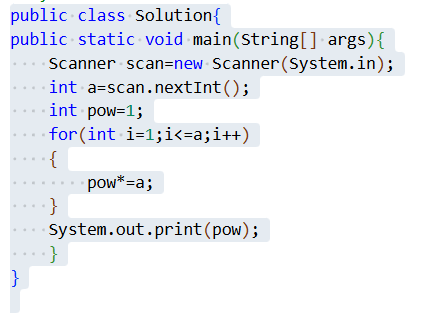 public class Solution{
public static void main(String[] args){
    Scanner scan=new Scanner(System.in);
    int a=scan.nextInt();
    int pow=1;
    for(int i=1;i<=a;i++)
    {
        pow*=a;
    }
    System.out.print(pow);
    }
}